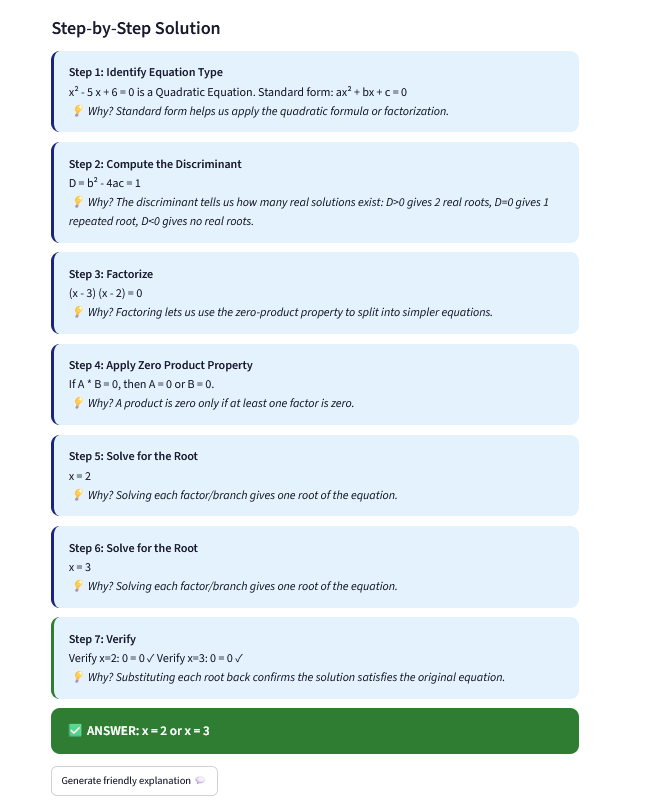 Step-by-Step Solution
Step 1: Identify Equation Type
x² - 5 x + 6 = 0 is a Quadratic Equation. Standard form: ax² + bx + c = 0
💡 Why? Standard form helps us apply the quadratic formula or factorization.
Step 2: Compute the Discriminant
D = b² - 4ac = 1
💡 Why? The discriminant tells us how many real solutions exist: D>0 gives 2 real roots, D=0 gives 1
repeated root, D<0 gives no real roots.
Step 3: Factorize
(x - 3) (x - 2) = 0
💡 Why? Factoring lets us use the zero-product property to split into simpler equations.
Step 4: Apply Zero Product Property
If A * B = 0, then A = 0 or B = 0.
💡 Why? A product is zero only if at least one factor is zero.
Step 5: Solve for the Root
x = 2
💡 Why? Solving each factor/branch gives one root of the equation.
Step 6: Solve for the Root
x = 3
💡 Why? Solving each factor/branch gives one root of the equation.
Step 7: Verify
Verify x=2: 0 = 0 ✓ Verify x=3: 0 = 0 ✓
💡 Why? Substituting each root back confirms the solution satisfies the original equation.
✅ ANSWER: x = 2 or x = 3
Generate friendly explanation 💬